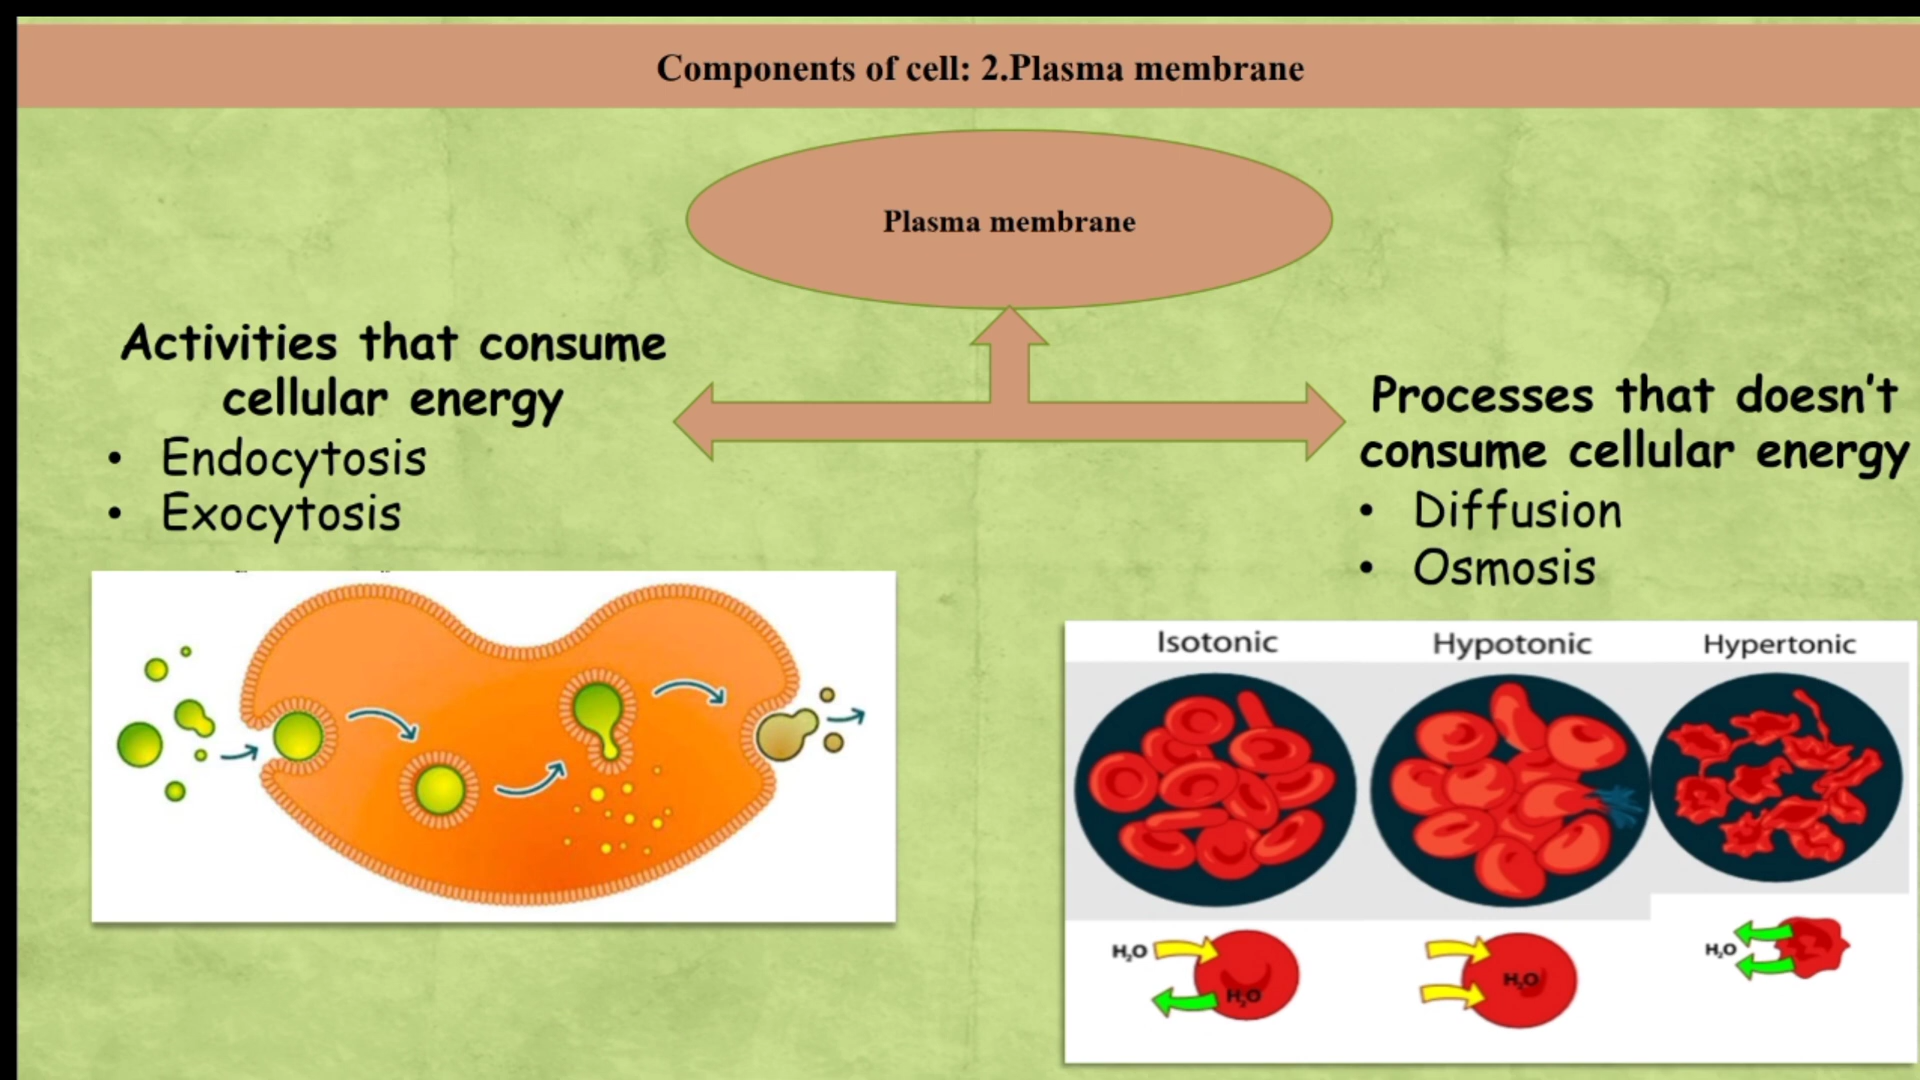 Components of cell: 2.Plasma membrane
Plasma membrane
Activities that consume
cellular energy
• Endocytosis
• Exocytosis
Processes that doesn't
consume cellular energy
• Diffusion
• Osmosis
Isotonic
Hypotonic
Hypertonic
H₂O
H₂O
H₂O
H₂O